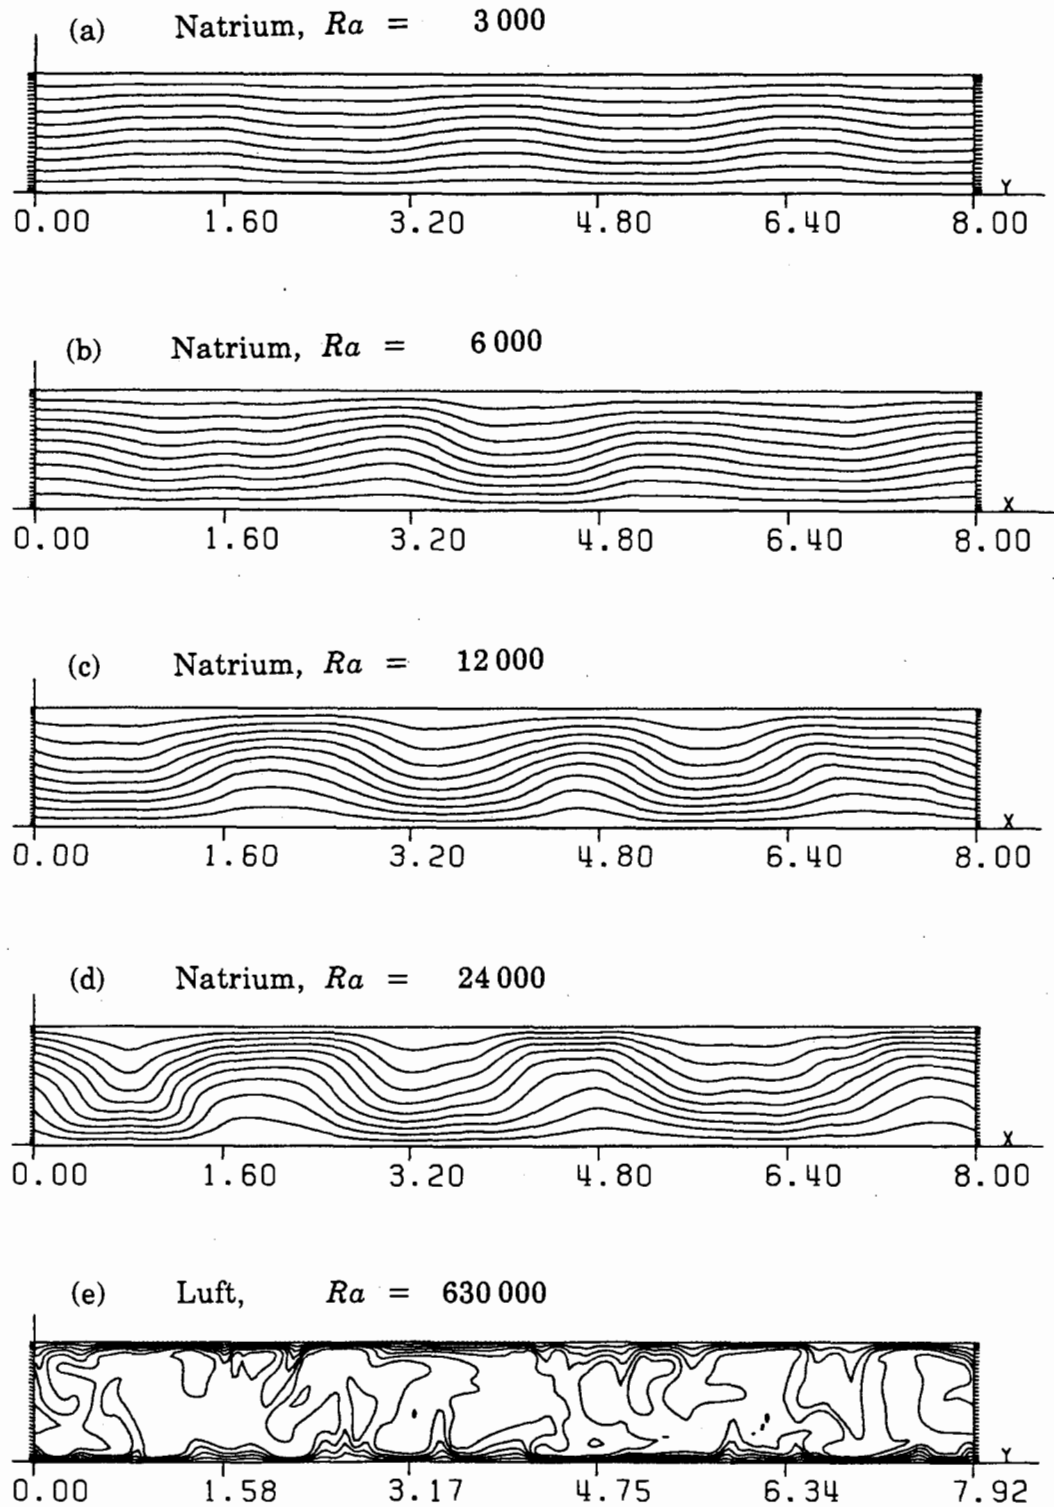 (a) Natrium, Ra = 3 000
Y
0.00 1.60 3.20 4.80 6.40 8.00
(b) Natrium, Ra = 6 000
X
0.00 1.60 3.20 4.80 6.40 8.00
(c) Natrium, Ra = 12 000
X
0.00 1.60 3.20 4.80 6.40 8.00
(d) Natrium, Ra = 24 000
X
0.00 1.60 3.20 4.80 6.40 8.00
(e) Luft, Ra = 630 000
Y
0.00 1.58 3.17 4.75 6.34 7.92